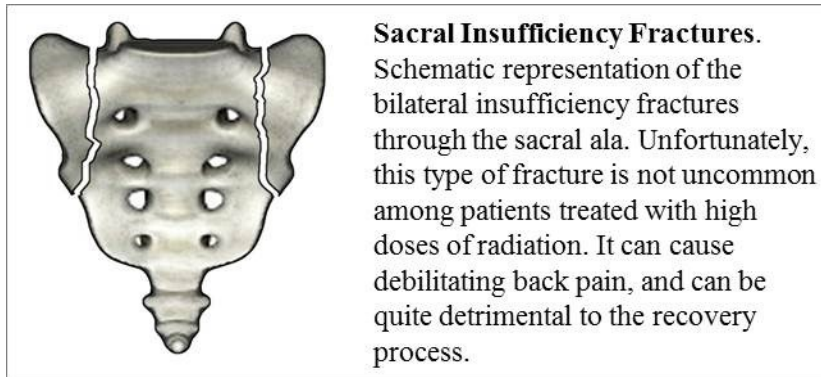 Sacral Insufficiency Fractures.
Schematic representation of the
bilateral insufficiency fractures
through the sacral ala. Unfortunately,
this type of fracture is not uncommon
among patients treated with high
doses of radiation. It can cause
debilitating back pain, and can be
quite detrimental to the recovery
process.